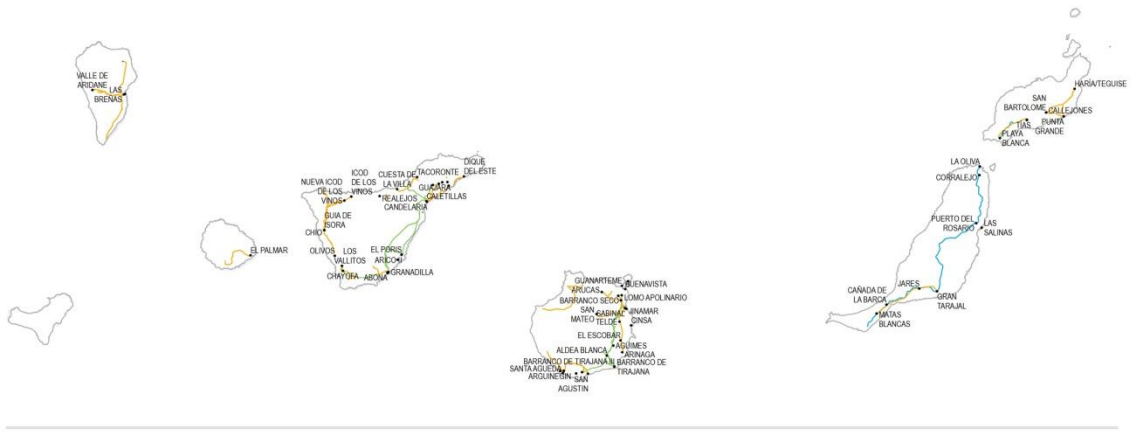 VALLE DE
ARIDANE
LAS
BREÑAS
EL PALMAR
NUEVA ICOD
DE LOS
VINOS
ICOD
DE LOS
VINOS
CUESTA DE
LA VILLA
TACORONTE
DIQUE
DEL ESTE
GUAJARA
CALETILLAS
REALEJOS
CANDELARIA
GUIA DE
ISORA
CHIO
OLIVOS
LOS
VALLITOS
CHAYOFA
EL PORIS
ARICO II
ABONA
GRANADILLA
GUANARTEME
BUENAVISTA
ARUCAS
LOMO APOLINARIO
BARRANCO SECO
SAN
MATEO
SABINAL
TELDE
JINAMAR
CINSA
EL ESCOBAR
AGÜIMES
ALDEA BLANCA
ARINAGA
BARRANCO DE TIRAJANA II
BARRANCO DE
TIRAJANA
SANTA AGUEDA
ARGUINEGIN
SAN
AGUSTIN
HARÍA/TEGUISE
SAN
BARTOLOME
CALLEJONES
TÍAS
PUNTA
GRANDE
PLAYA
BLANCA
LA OLIVA
CORRALEJO
PUERTO DEL
ROSARIO
LAS
SALINAS
JARES
CAÑADA DE
LA BARCA
GRAN
TARAJAL
MATAS
BLANCAS